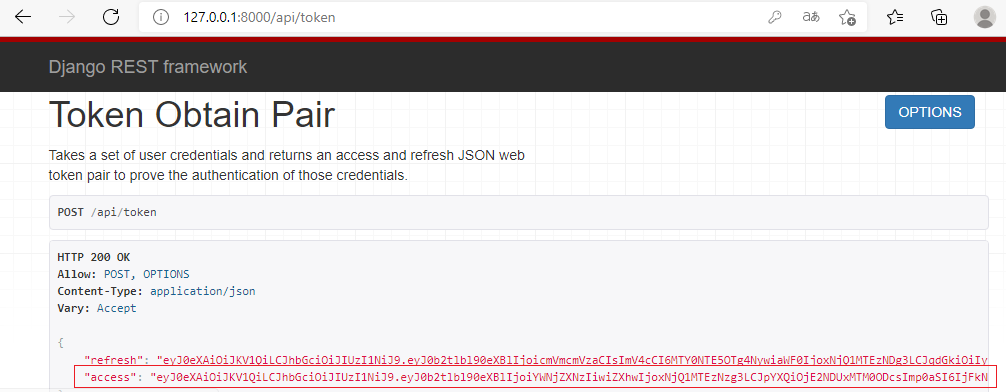 127.0.0.1:8000/api/token
Django REST framework
Token Obtain Pair
OPTIONS
Takes a set of user credentials and returns an access and refresh JSON web
token pair to prove the authentication of those credentials.
POST /api/token
HTTP 200 OK
Allow: POST, OPTIONS
Content-Type: application/json
Vary: Accept
{
"refresh": "eyJ0eXAiOiJKV1QiLCJhbGciOiJIUzI1NiJ9.eyJ0b2tlbl90eXBlIjoicmVmcmVzaCIsImV4cCI6MTY0NTE5OTg4NywiaWF0IjoxNjQ1MTEzNDg3LCJqdGkiOiIy
"access": "eyJ0eXAiOiJKV1QiLCJhbGciOiJIUzI1NiJ9.eyJ0b2tlbl90eXBlIjoiYWNjZXNzIiwiZXhwIjoxNjQ1MTEzNzg3LCJpYXQiOjE2NDUxMTM0ODcsImp0aSI6IjFkN